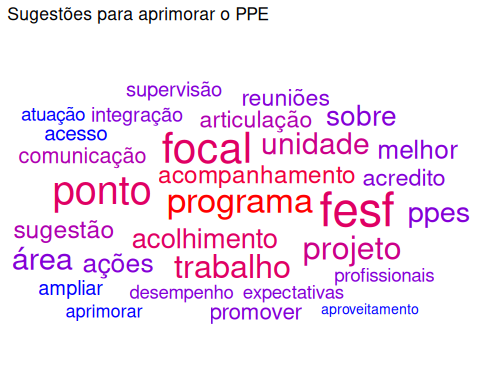 Sugestões para aprimorar o PPE
supervisão
reuniões
atuação integração articulação sobre
acesso
focal unidade melhor
comunicação
acompanhamento acredito
ponto programa fesf ppes
sugestão acolhimento projeto
área ações trabalho
profissionais
ampliar desempenho expectativas
aprimorar promover aproveitamento